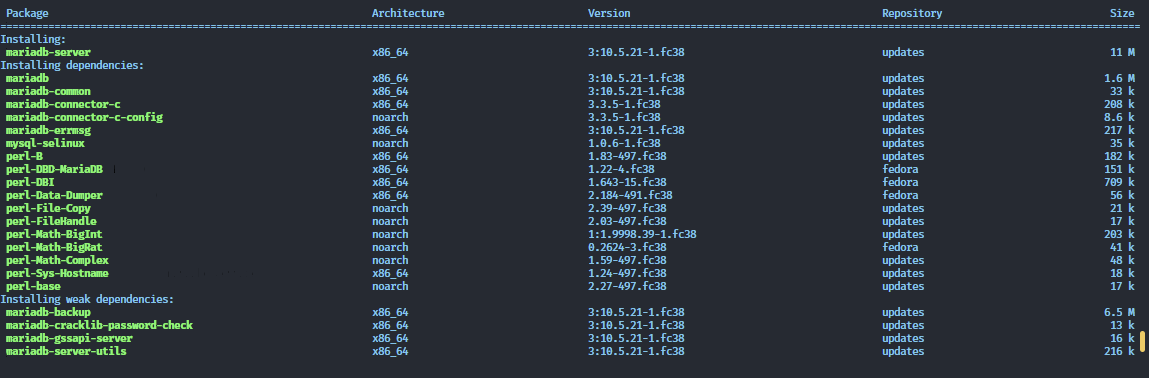 Package Architecture Version Repository Size
================================================================================
Installing:
mariadb-server x86_64 3:10.5.21-1.fc38 updates 11 M
Installing dependencies:
mariadb x86_64 3:10.5.21-1.fc38 updates 1.6 M
mariadb-common x86_64 3:10.5.21-1.fc38 updates 33 k
mariadb-connector-c x86_64 3.3.5-1.fc38 updates 208 k
mariadb-connector-c-config noarch 3.3.5-1.fc38 updates 8.6 k
mariadb-errmsg x86_64 3:10.5.21-1.fc38 updates 217 k
mysql-selinux noarch 1.0.6-1.fc38 updates 35 k
perl-B x86_64 1.83-497.fc38 updates 182 k
perl-DBD-MariaDB x86_64 1.22-4.fc38 fedora 151 k
perl-DBI x86_64 1.643-15.fc38 fedora 709 k
perl-Data-Dumper x86_64 2.184-491.fc38 fedora 56 k
perl-File-Copy noarch 2.39-497.fc38 updates 21 k
perl-FileHandle noarch 2.03-497.fc38 updates 17 k
perl-Math-BigInt noarch 1:1.9998.39-1.fc38 updates 203 k
perl-Math-BigRat noarch 0.2624-3.fc38 fedora 41 k
perl-Math-Complex noarch 1.59-497.fc38 updates 48 k
perl-Sys-Hostname x86_64 1.24-497.fc38 updates 18 k
perl-base noarch 2.27-497.fc38 updates 17 k
Installing weak dependencies:
mariadb-backup x86_64 3:10.5.21-1.fc38 updates 6.5 M
mariadb-cracklib-password-check x86_64 3:10.5.21-1.fc38 updates 13 k
mariadb-gssapi-server x86_64 3:10.5.21-1.fc38 updates 16 k
mariadb-server-utils x86_64 3:10.5.21-1.fc38 updates 216 k